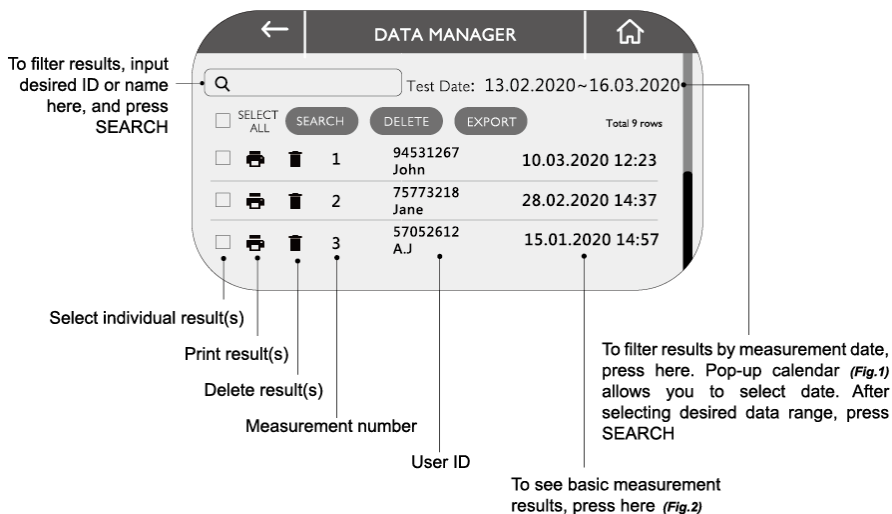 DATA MANAGER
To filter results, input
desired ID or name
here, and press
SEARCH
Test Date: 13.02.2020~16.03.2020
SELECT
ALL
SEARCH
DELETE
EXPORT
Total 9 rows
1
94531267
John
10.03.2020 12:23
2
75773218
Jane
28.02.2020 14:37
3
57052612
A.J
15.01.2020 14:57
Select individual result(s)
Print result(s)
Delete result(s)
Measurement number
User ID
To filter results by measurement date,
press here. Pop-up calendar (Fig.1)
allows you to select date. After
selecting desired data range, press
SEARCH
To see basic measurement
results, press here (Fig.2)